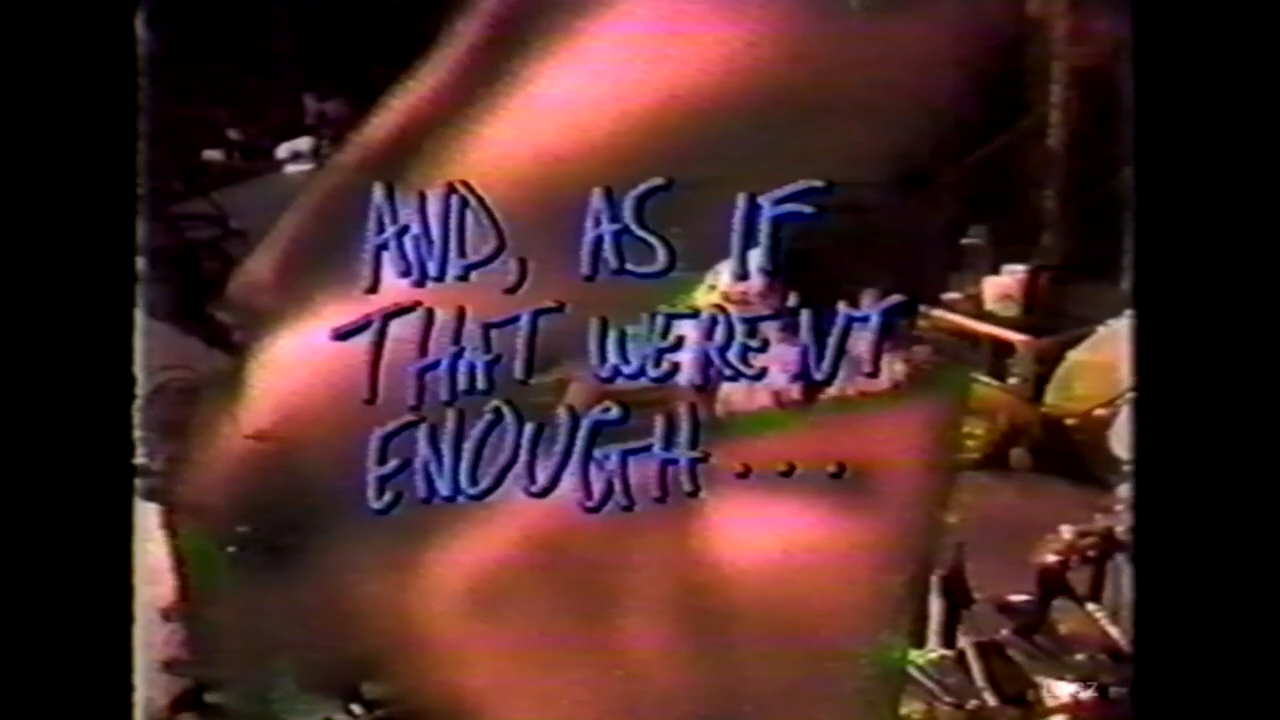 AND, AS IF
THAT WEREN'T
ENOUGH...